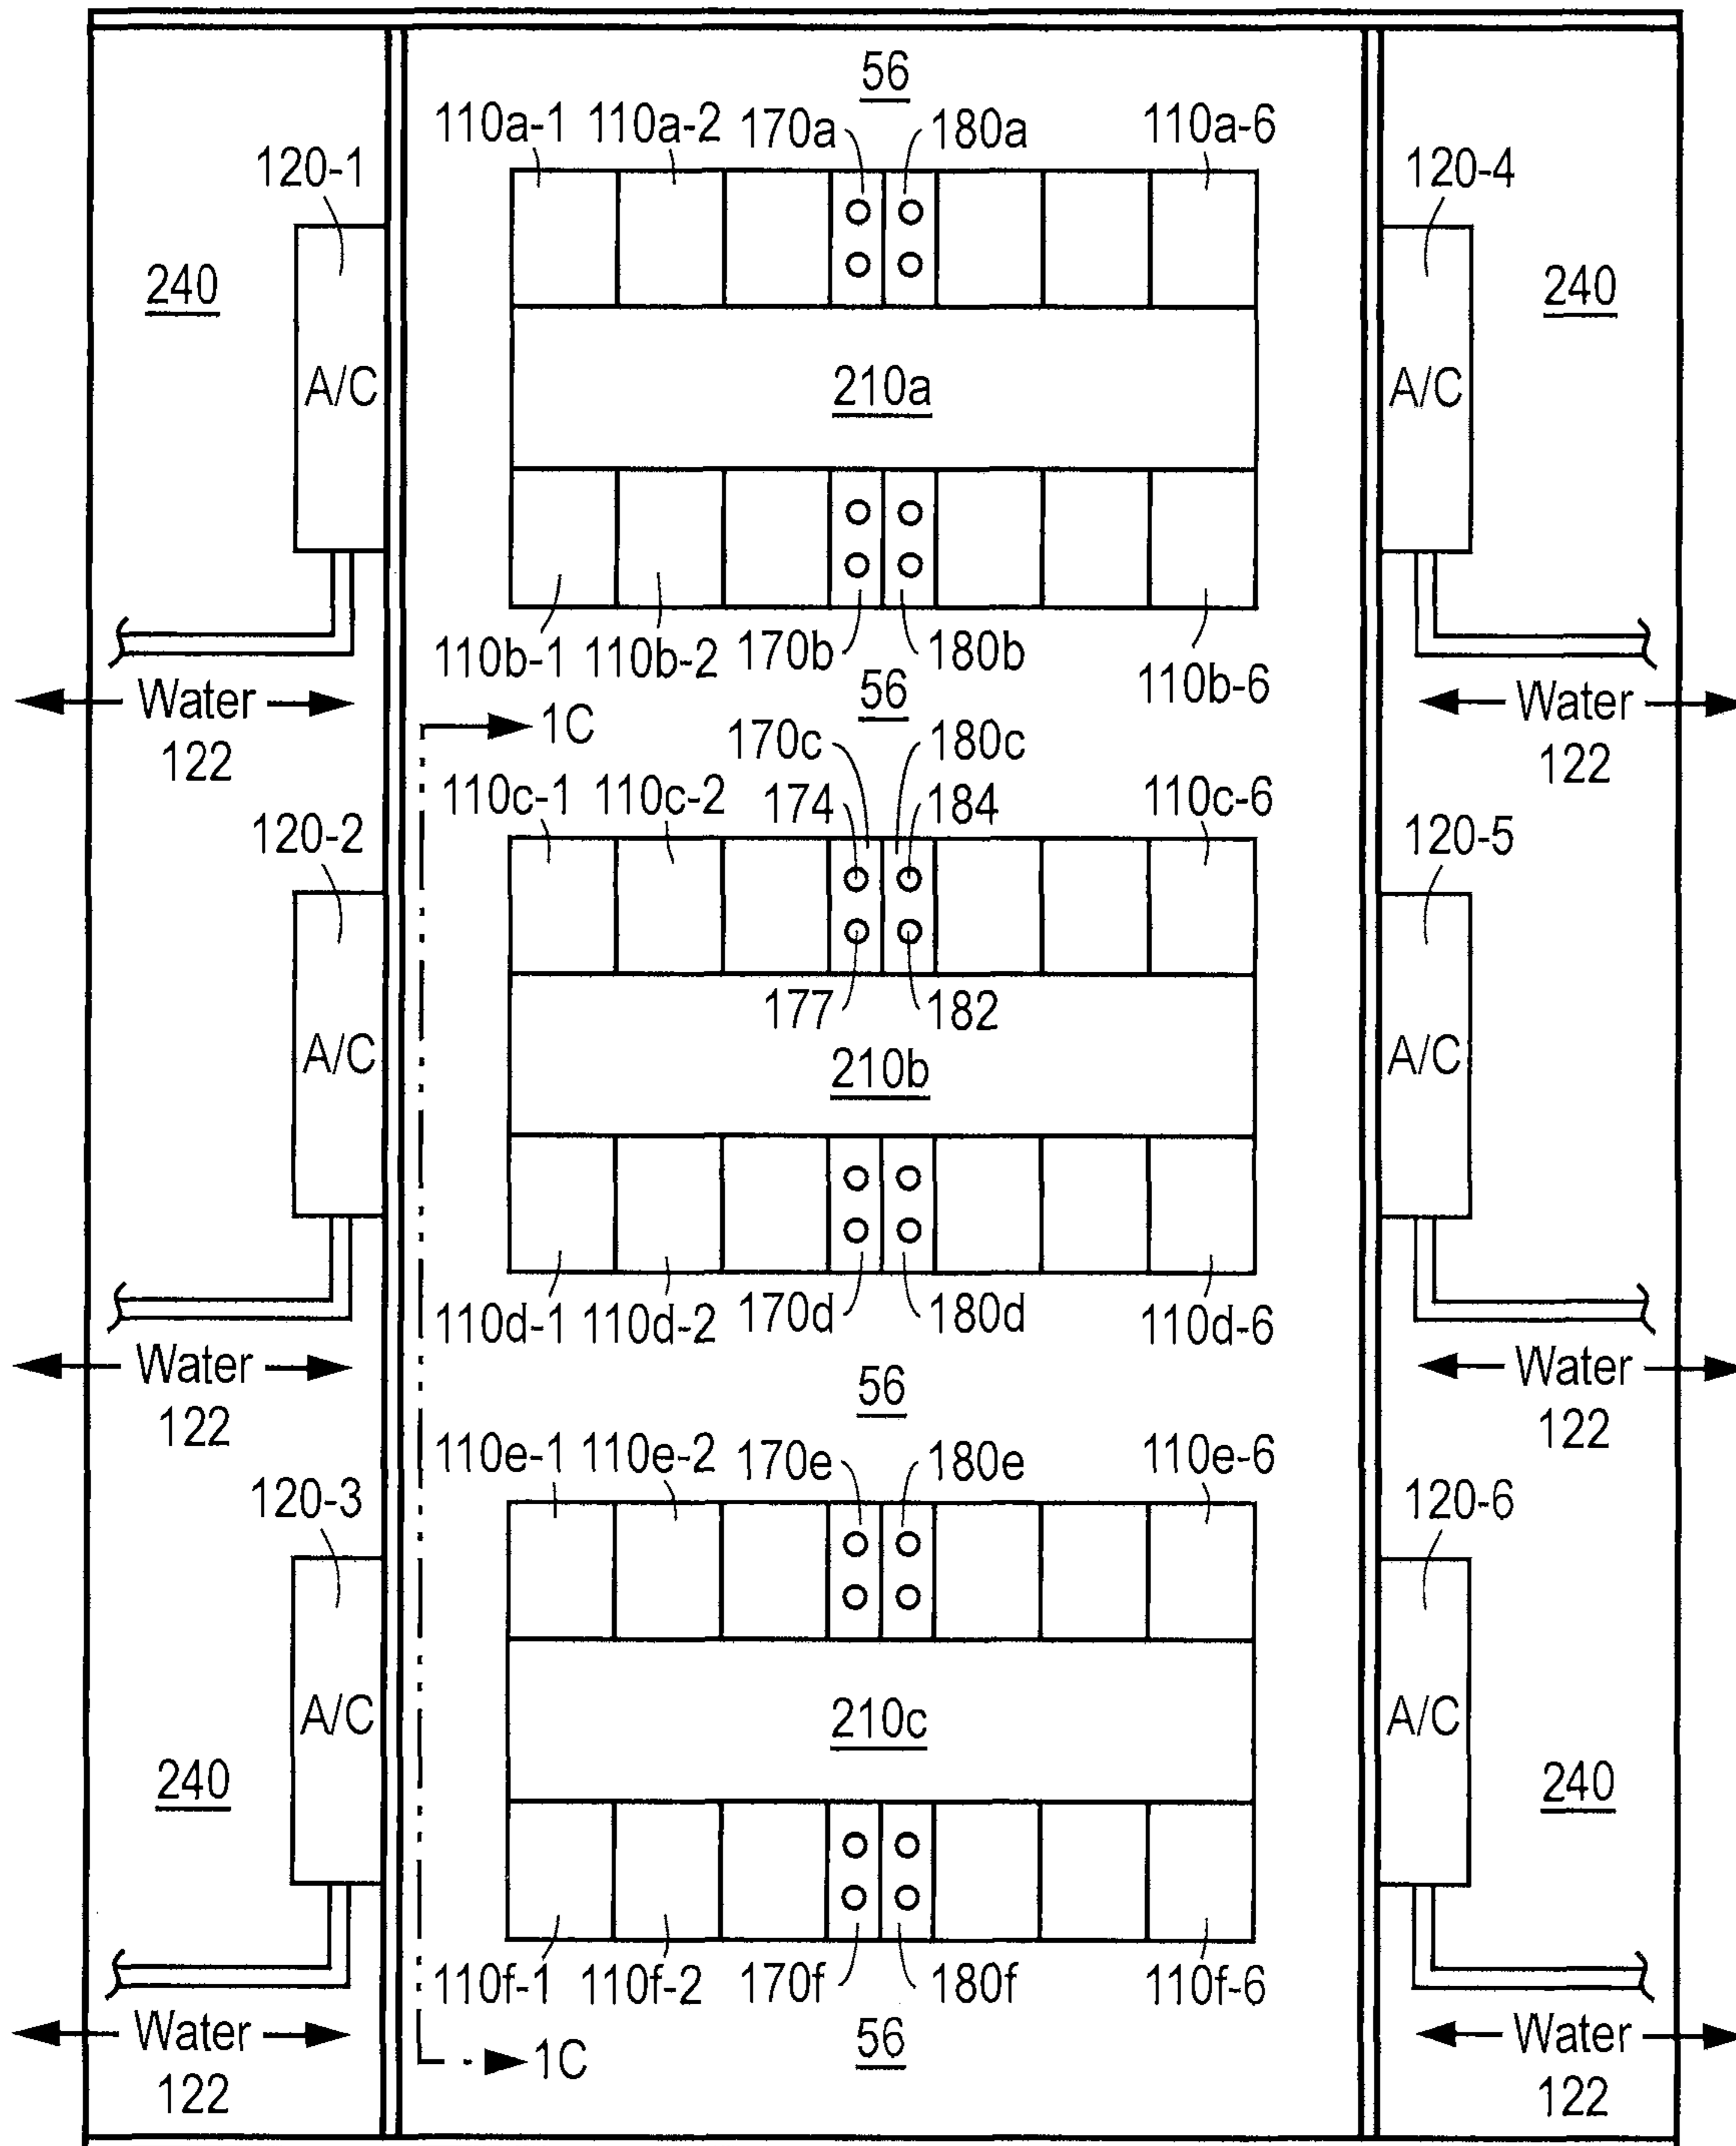 56
110a-1 110a-2 170a 180a 110a-6
120-1 120-4
240 240
A/C A/C
210a
110b-1 110b-2 170b 180b 110b-6
Water 56 Water
122 122
1C
170c 180c
110c-1 110c-2 174 184 110c-6
120-2 120-5
177 182
A/C A/C
210b
110d-1 110d-2 170d 180d 110d-6
Water Water
122 56 122
110e-1 110e-2 170e 180e 110e-6
120-3 120-6
A/C 210c A/C
240 240
110f-1 110f-2 170f 180f 110f-6
Water Water
1C 56
122 122